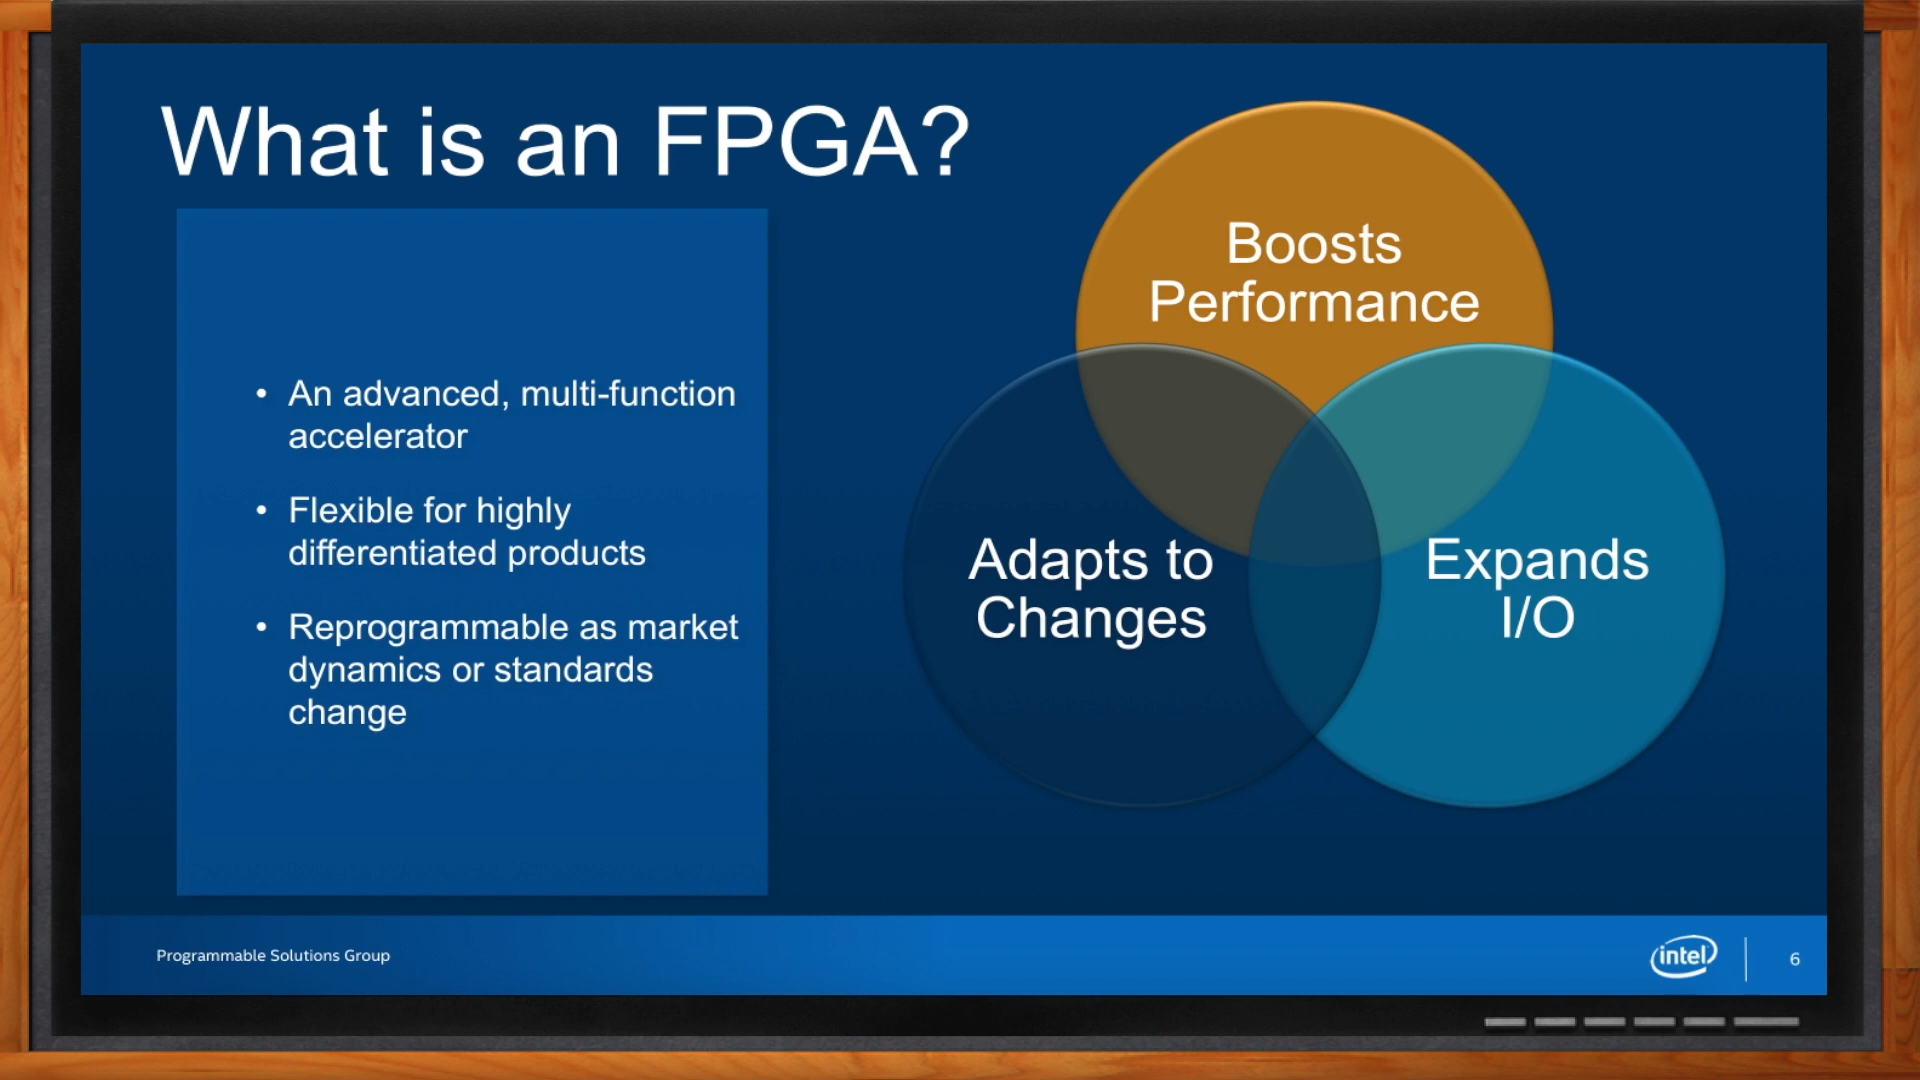 What is an FPGA?
• An advanced, multi-function
accelerator
• Flexible for highly
differentiated products
• Reprogrammable as market
dynamics or standards
change
Boosts
Performance
Adapts to
Changes
Expands
I/O
Programmable Solutions Group
intel
6